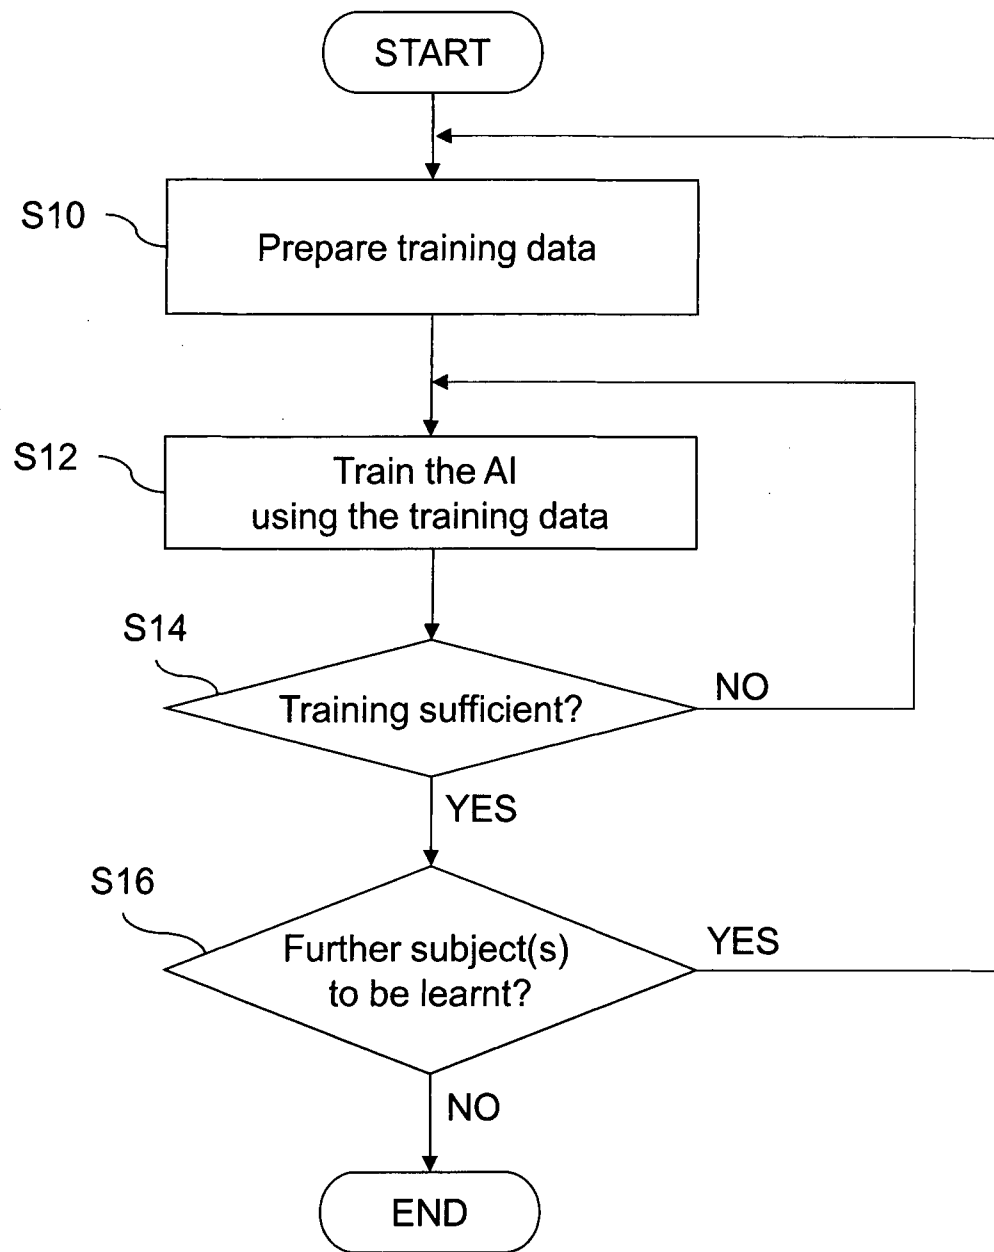 START
S10
Prepare training data
S12
Train the AI
using the training data
S14
Training sufficient?
NO
YES
S16
Further subject(s)
to be learnt?
YES
NO
END